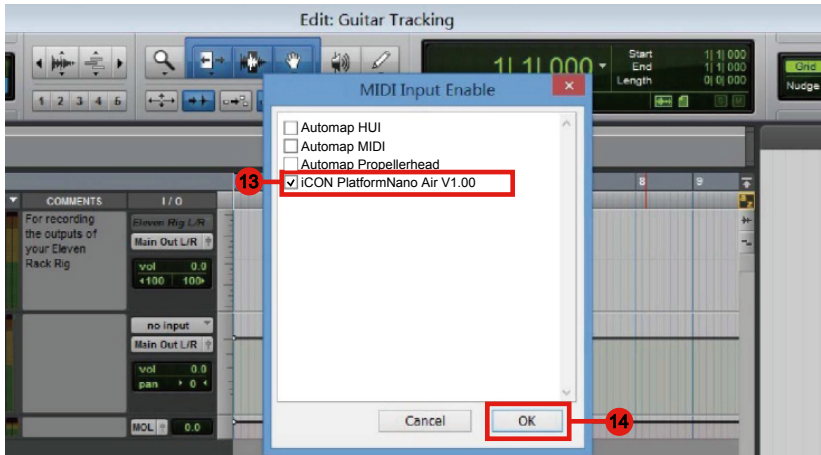 Edit: Guitar Tracking
1| 1| 000
Start 1| 1| 000
End 1| 1| 000
Length 0| 0| 000
Grid
Nudge
1 2 3 4 5
MIDI Input Enable
Automap HUI
Automap MIDI
Automap Propellerhead
13
iCON PlatformNano Air V1.00
8 9
COMMENTS I / O
For recording
the outputs of
your Eleven
Rack Rig
Eleven Rig L/R
Main Out L/R
vol 0.0
100 100
no input
Main Out L/R
vol 0.0
pan 0
MOL 0.0
Cancel OK
14